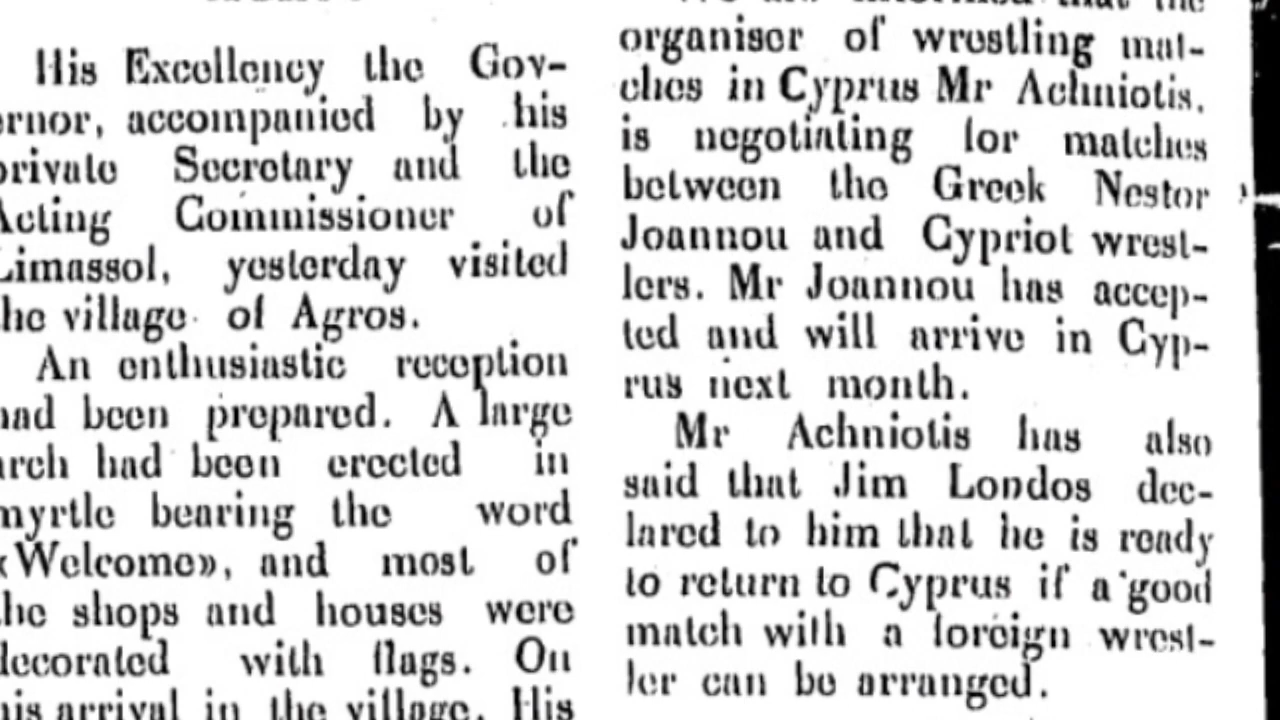 His Excellency the Gov-
ernor, accompanied by his
private Secretary and the
Acting Commissioner of
Limassol, yesterday visited
the village of Agros.
An enthusiastic reception
had been prepared. A large
arch had been erected in
myrtle bearing the word
«Welcome», and most of
the shops and houses were
decorated with flags. On
his arrival in the village, His
We are informed that the
organiser of wrestling mat-
ches in Cyprus Mr Achniotis,
is negotiating for matches
between the Greek Nestor
Joannou and Cypriot wrest-
lers. Mr Joannou has accep-
ted and will arrive in Cyp-
rus next month.
Mr Achniotis has also
said that Jim Londos dec-
lared to him that he is ready
to return to Cyprus if a good
match with a foreign wrest-
ler can be arranged.